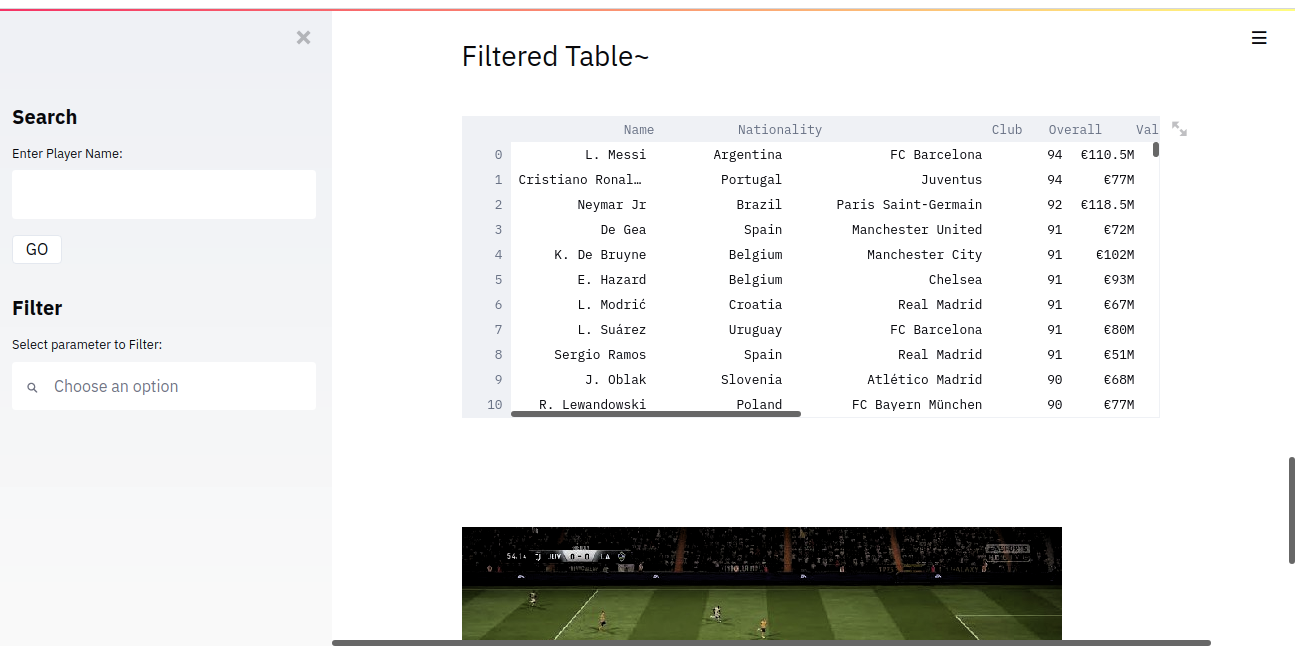 ×
Search
Enter Player Name:
GO
Filter
Select parameter to Filter:
Choose an option
Filtered Table~
Name Nationality Club Overall Val
0 L. Messi Argentina FC Barcelona 94 €110.5M
1 Cristiano Ronal… Portugal Juventus 94 €77M
2 Neymar Jr Brazil Paris Saint-Germain 92 €118.5M
3 De Gea Spain Manchester United 91 €72M
4 K. De Bruyne Belgium Manchester City 91 €102M
5 E. Hazard Belgium Chelsea 91 €93M
6 L. Modrić Croatia Real Madrid 91 €67M
7 L. Suárez Uruguay FC Barcelona 91 €80M
8 Sergio Ramos Spain Real Madrid 91 €51M
9 J. Oblak Slovenia Atlético Madrid 90 €68M
10 R. Lewandowski Poland FC Bayern München 90 €77M
54:14 JUV 0-0 LA
EA SPORTS